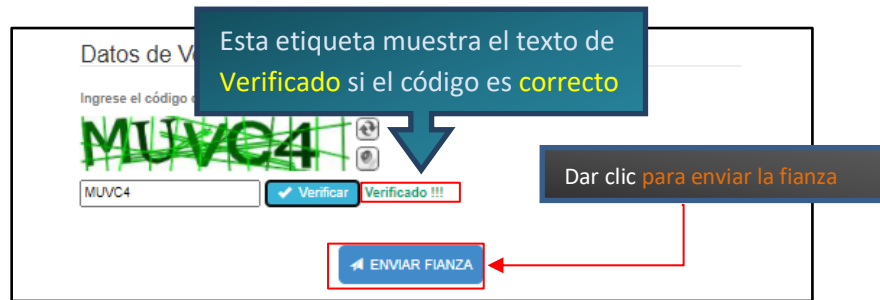 Esta etiqueta muestra el texto de
Verificado si el código es correcto
Datos de V
Ingrese el código
MUVC4
MUVC4
Verificar
Verificado !!!
Dar clic para enviar la fianza
ENVIAR FIANZA